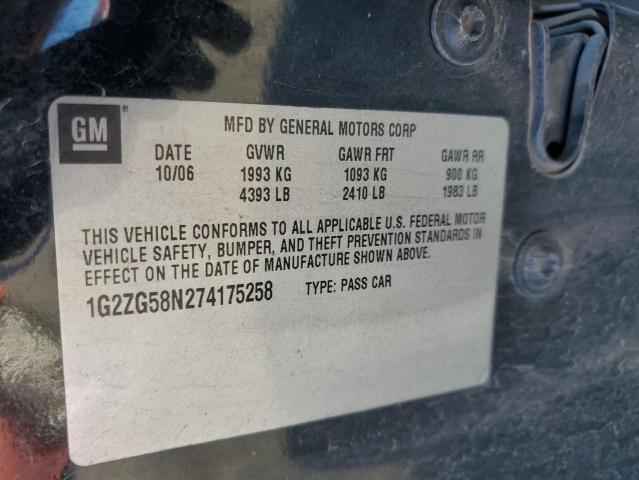 GM ®
MFD BY GENERAL MOTORS CORP
DATE GVWR GAWR FRT GAWR RR
10/06 1993 KG 1093 KG 900 KG
4393 LB 2410 LB 1983 LB
THIS VEHICLE CONFORMS TO ALL APPLICABLE U.S. FEDERAL MOTOR
VEHICLE SAFETY, BUMPER, AND THEFT PREVENTION STANDARDS IN
EFFECT ON THE DATE OF MANUFACTURE SHOWN ABOVE.
1G2ZG58N274175258 TYPE: PASS CAR